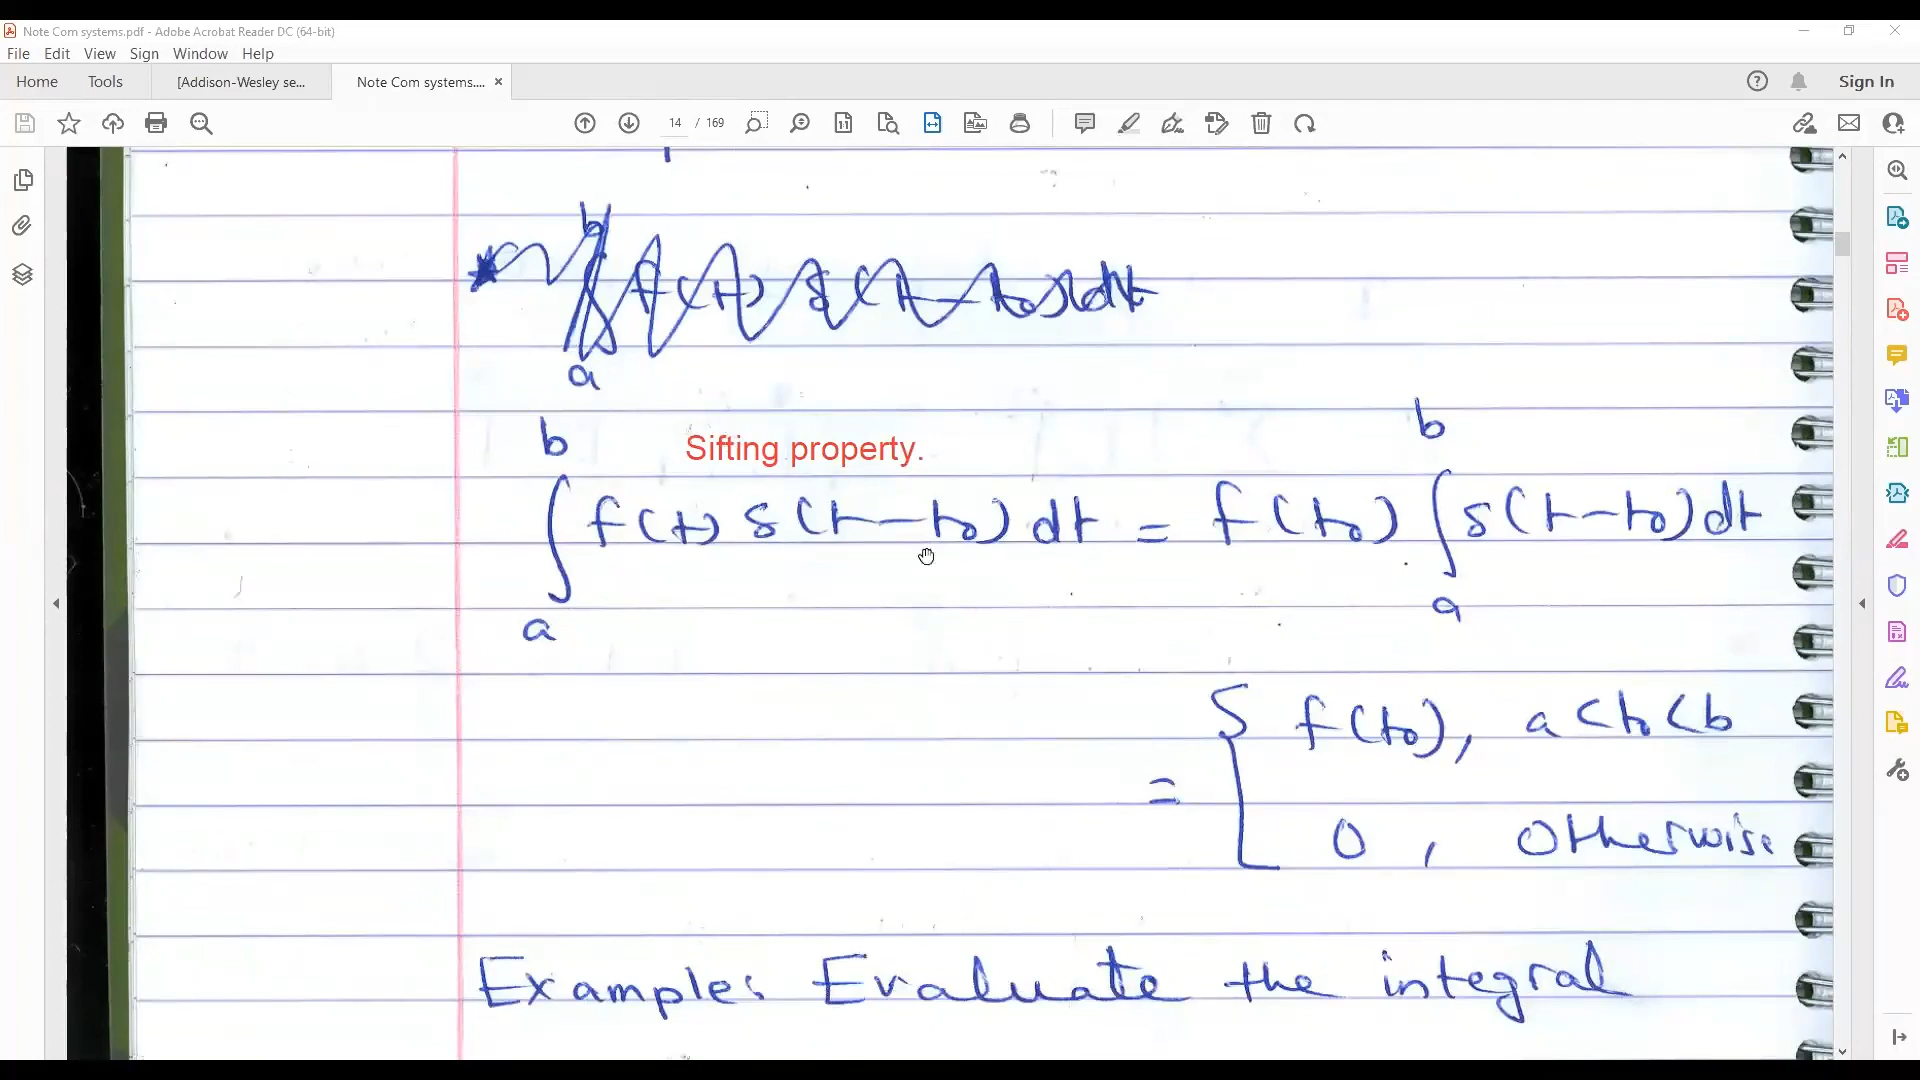 Note Com systems.pdf - Adobe Acrobat Reader DC (64-bit)
File Edit View Sign Window Help
Home Tools [Addison-Wesley se... Note Com systems.... × Sign In
14 / 169
b
∫ f(t) δ(t-t₀) dt
a
Sifting property.
b b
∫ f(t) δ(t-t₀) dt = f(t₀) ∫ δ(t-t₀) dt
a a
= { f(t₀), a<t₀<b
0 , Otherwise
Example: Evaluate the integral